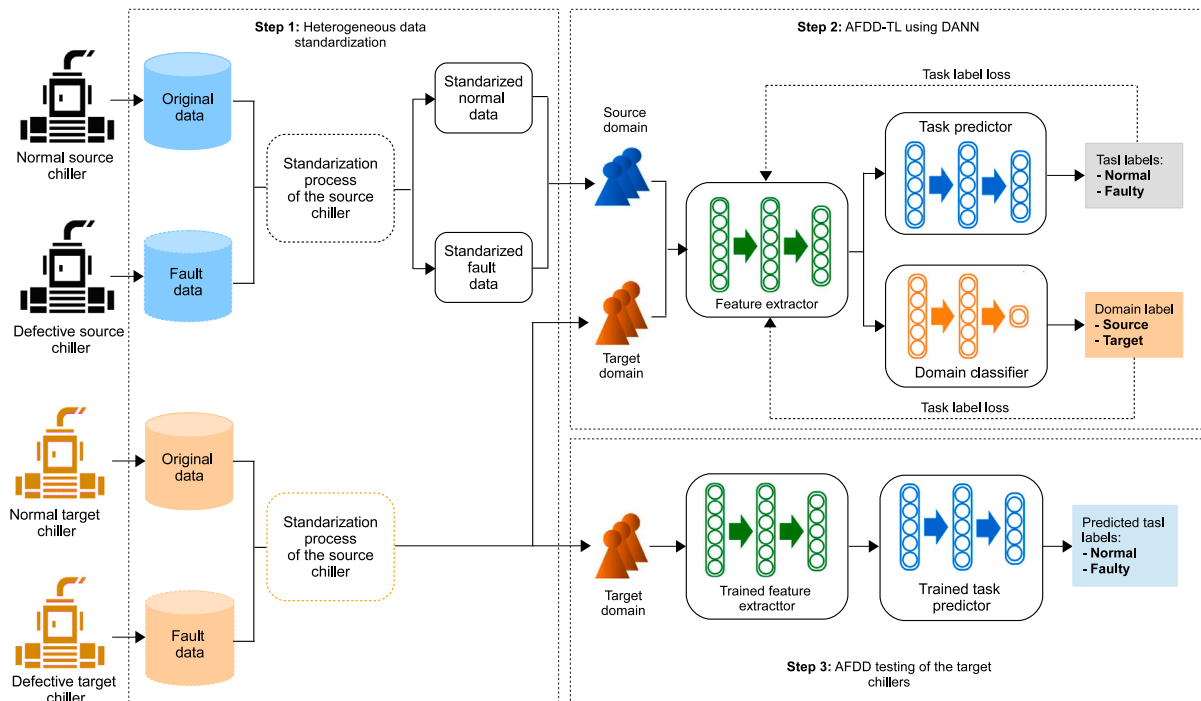 Step 1: Heterogeneous data
standardization
Normal source
chiller
Original
data
Defective source
chiller
Fault
data
Standarization
process
of the source
chiller
Standarized
normal
data
Standarized
fault
data
Normal target
chiller
Original
data
Defective target
chiller
Fault
data
Standarization
process
of the source
chiller
Step 2: AFDD-TL using DANN
Source
domain
Target
domain
Feature extractor
Task label loss
Task predictor
Tasl labels:
- Normal
- Faulty
Domain classifier
Domain label
- Source
- Target
Task label loss
Target
domain
Trained feature
extracttor
Trained task
predictor
Predicted tasl
labels:
- Normal
- Faulty
Step 3: AFDD testing of the target
chillers